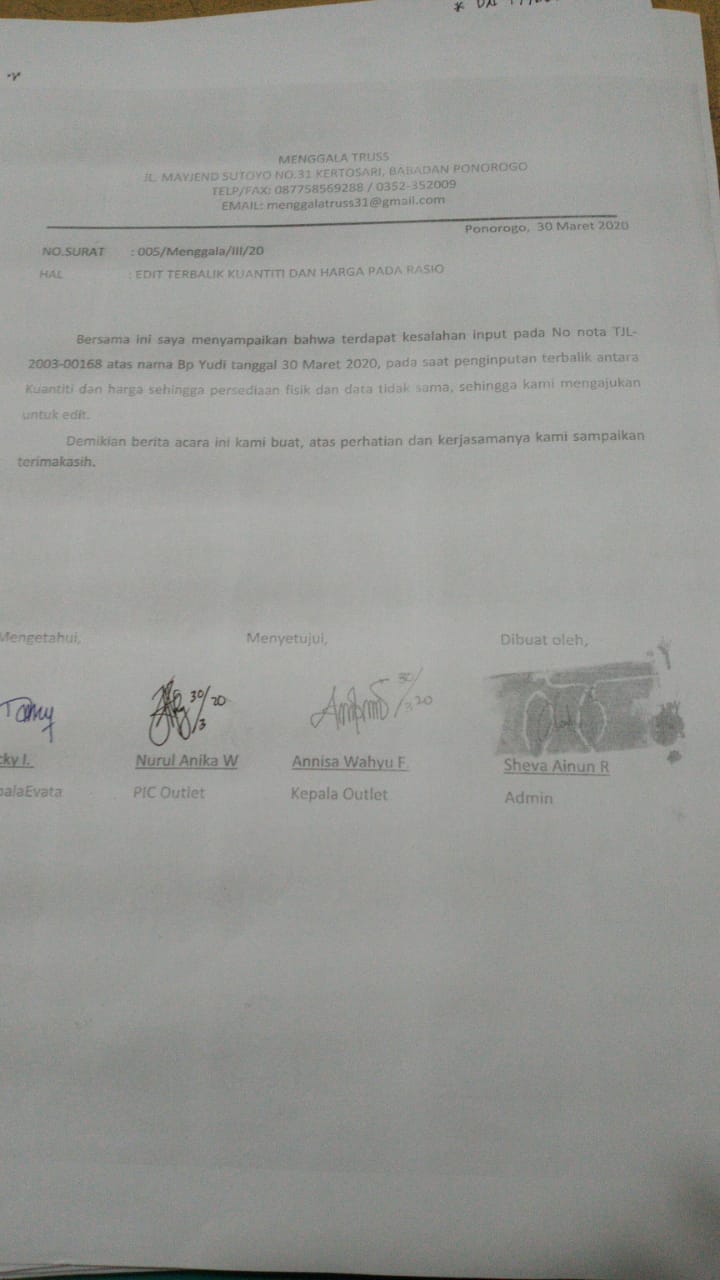 MENGGALA TRUSS
JL. MAYJEND SUTOYO NO.31 KERTOSARI, BABADAN PONOROGO
TELP/FAX: 087758569288 / 0352-352009
EMAIL: menggalatruss31@gmail.com
Ponorogo, 30 Maret 2020
NO.SURAT : 005/Menggala/III/20
HAL : EDIT TERBALIK KUANTITI DAN HARGA PADA RASIO
Bersama ini saya menyampaikan bahwa terdapat kesalahan input pada No nota TJL-
2003-00168 atas nama Bp Yudi tanggal 30 Maret 2020, pada saat penginputan terbalik antara
Kuantiti dan harga sehingga persediaan fisik dan data tidak sama, sehingga kami mengajukan
untuk edit.
Demikian berita acara ini kami buat, atas perhatian dan kerjasamanya kami sampaikan
terimakasih.
Mengetahui, Menyetujui, Dibuat oleh,
30/3 20 30/3 20
cky I. Nurul Anika W Annisa Wahyu F. Sheva Ainun R
palaEvata PIC Outlet Kepala Outlet Admin